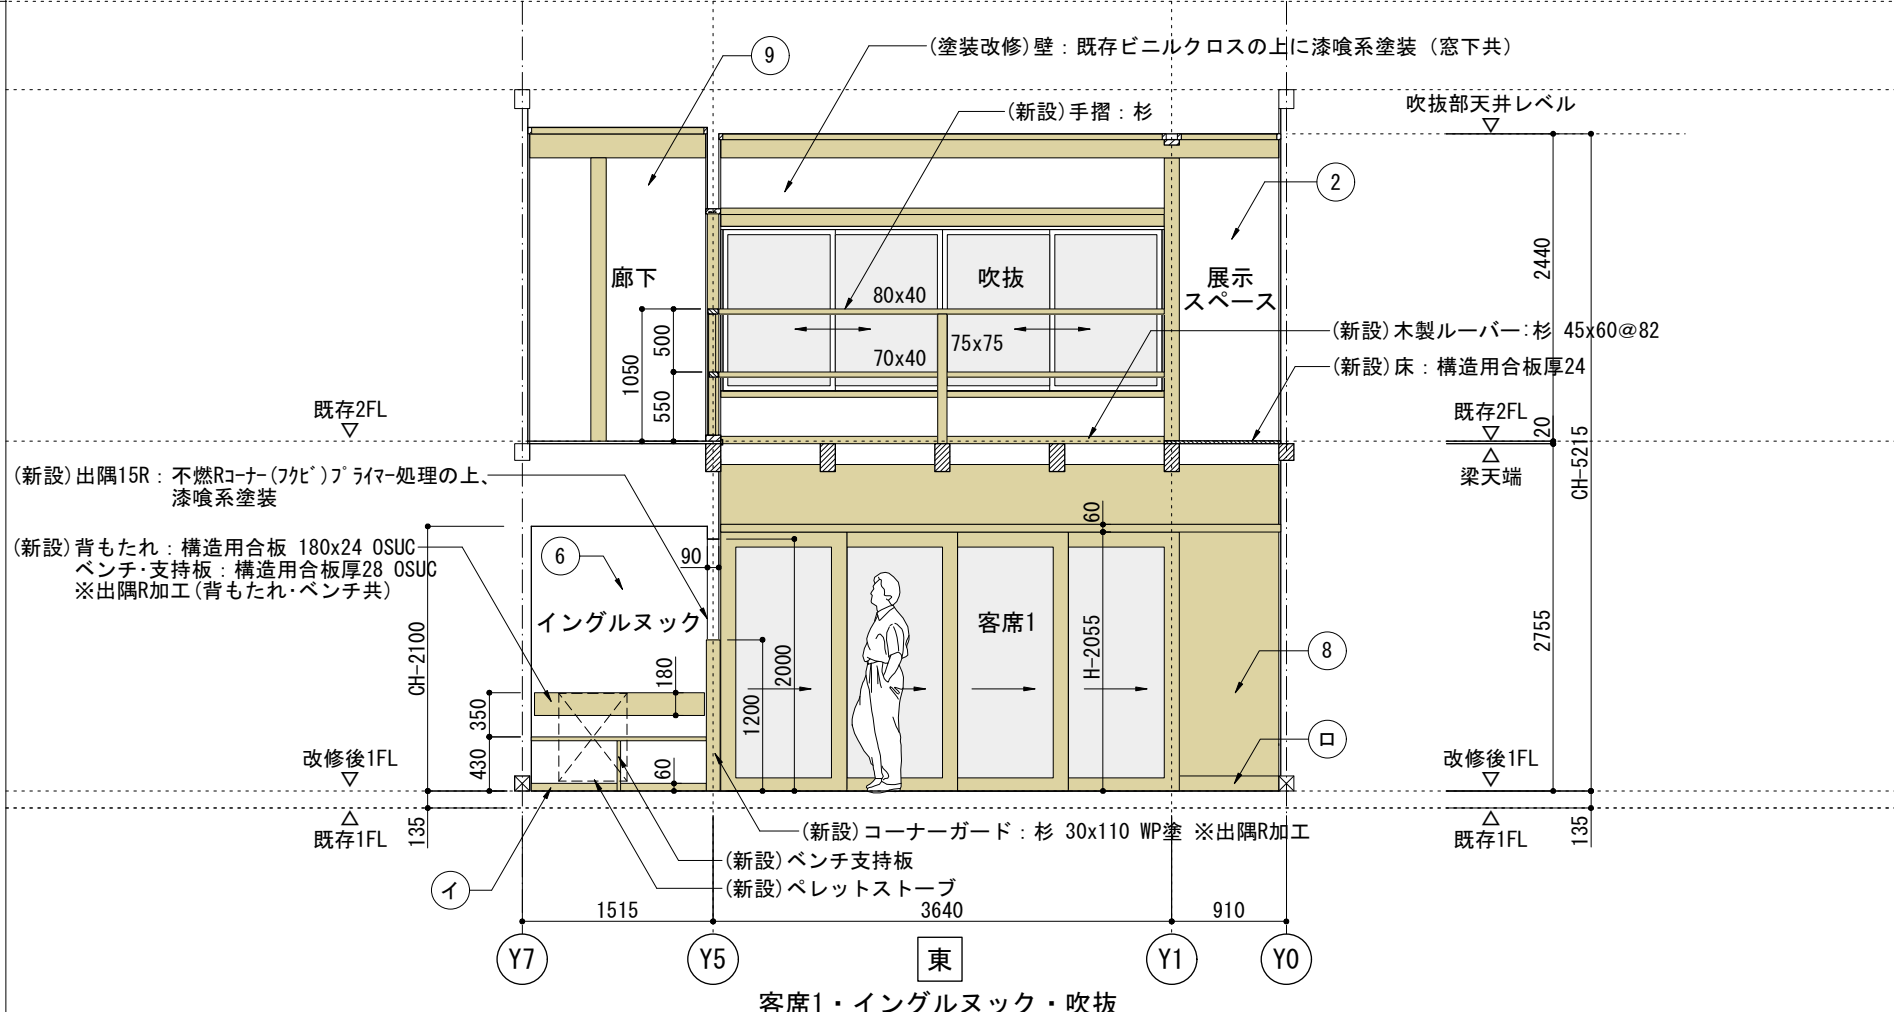 (塗装改修)壁：既存ビニルクロスの上に漆喰系塗装（窓下共）
9
(新設)手摺：杉
吹抜部天井レベル
2
廊下
吹抜
展示
スペース
80x40
75x75
70x40
1050
500
550
2440
(新設)木製ルーバー:杉 45x60@82
(新設)床：構造用合板厚24
既存2FL
既存2FL
20
梁天端
CH-5215
(新設)出隅15R：不燃Rコーナー(フクビ)プライマー処理の上、
漆喰系塗装
(新設)背もたれ：構造用合板 180x24 OSUC
ベンチ･支持板：構造用合板厚28 OSUC
※出隅R加工(背もたれ･ベンチ共)
6
90
60
イングルヌック
客席1
CH-2100
180
350
430
60
1200
2000
H-2055
2755
8
ロ
改修後1FL
改修後1FL
既存1FL
既存1FL
135
135
(新設)コーナーガード：杉 30x110 WP塗 ※出隅R加工
(新設)ベンチ支持板
(新設)ペレットストーブ
イ
1515
3640
910
Y7
Y5
東
Y1
Y0
客席1・イングルヌック・吹抜